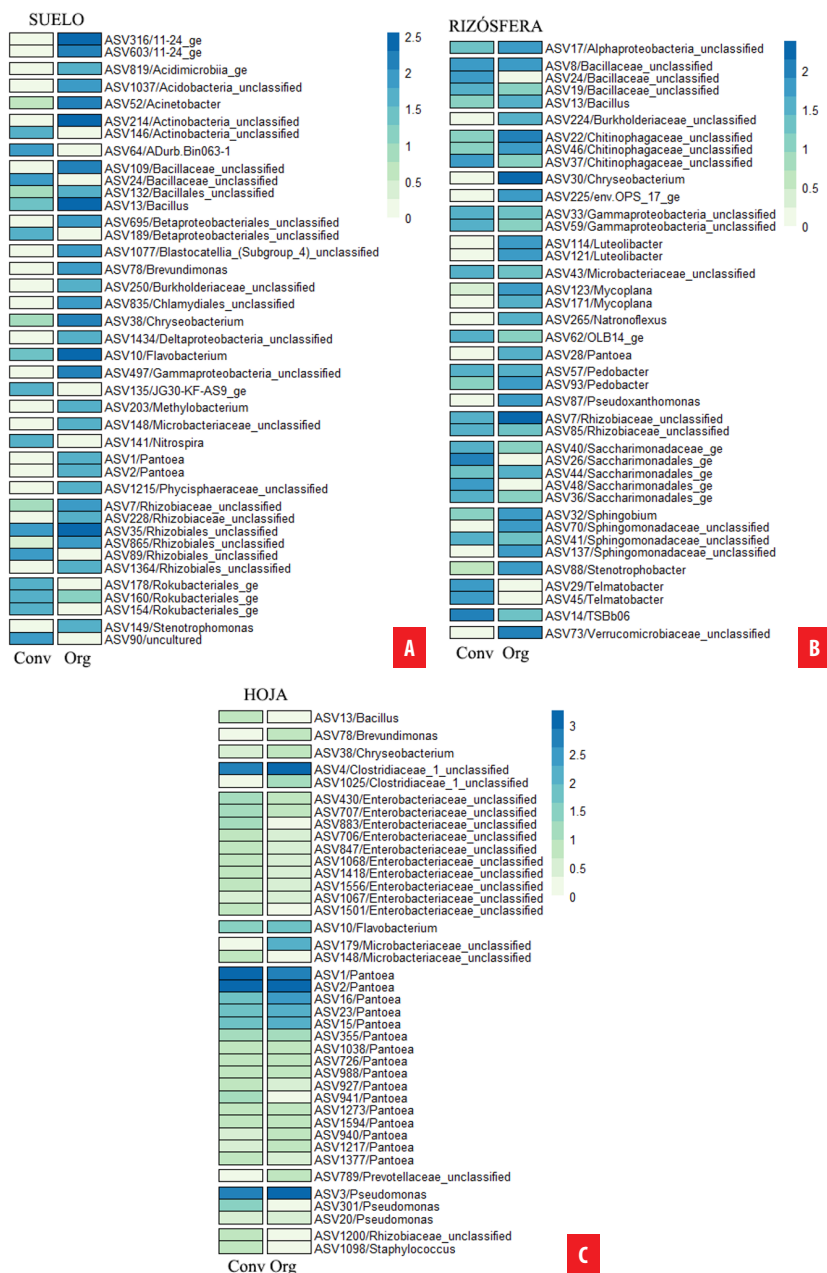 SUELO
ASV316/11-24_ge
ASV603/11-24_ge
ASV819/Acidimicrobiia_ge
ASV1037/Acidobacteria_unclassified
ASV52/Acinetobacter
ASV214/Actinobacteria_unclassified
ASV146/Actinobacteria_unclassified
ASV64/ADurb.Bin063-1
ASV109/Bacillaceae_unclassified
ASV24/Bacillaceae_unclassified
ASV132/Bacillales_unclassified
ASV13/Bacillus
ASV695/Betaproteobacteriales_unclassified
ASV189/Betaproteobacteriales_unclassified
ASV1077/Blastocatellia_(Subgroup_4)_unclassified
ASV78/Brevundimonas
ASV250/Burkholderiaceae_unclassified
ASV835/Chlamydiales_unclassified
ASV38/Chryseobacterium
ASV1434/Deltaproteobacteria_unclassified
ASV10/Flavobacterium
ASV497/Gammaproteobacteria_unclassified
ASV135/JG30-KF-AS9_ge
ASV203/Methylobacterium
ASV148/Microbacteriaceae_unclassified
ASV141/Nitrospira
ASV1/Pantoea
ASV2/Pantoea
ASV1215/Phycisphaeraceae_unclassified
ASV7/Rhizobiaceae_unclassified
ASV228/Rhizobiaceae_unclassified
ASV35/Rhizobiales_unclassified
ASV865/Rhizobiales_unclassified
ASV89/Rhizobiales_unclassified
ASV1364/Rhizobiales_unclassified
ASV178/Rokubacteriales_ge
ASV160/Rokubacteriales_ge
ASV154/Rokubacteriales_ge
ASV149/Stenotrophomonas
ASV90/uncultured
Conv Org
2.5
2
1.5
1
0.5
0
A
RIZÓSFERA
ASV17/Alphaproteobacteria_unclassified
ASV8/Bacillaceae_unclassified
ASV24/Bacillaceae_unclassified
ASV19/Bacillaceae_unclassified
ASV13/Bacillus
ASV224/Burkholderiaceae_unclassified
ASV22/Chitinophagaceae_unclassified
ASV46/Chitinophagaceae_unclassified
ASV37/Chitinophagaceae_unclassified
ASV30/Chryseobacterium
ASV225/env.OPS_17_ge
ASV33/Gammaproteobacteria_unclassified
ASV59/Gammaproteobacteria_unclassified
ASV114/Luteolibacter
ASV121/Luteolibacter
ASV43/Microbacteriaceae_unclassified
ASV123/Mycoplana
ASV171/Mycoplana
ASV265/Natronoflexus
ASV62/OLB14_ge
ASV28/Pantoea
ASV57/Pedobacter
ASV93/Pedobacter
ASV87/Pseudoxanthomonas
ASV7/Rhizobiaceae_unclassified
ASV85/Rhizobiaceae_unclassified
ASV40/Saccharimonadaceae_ge
ASV26/Saccharimonadales_ge
ASV44/Saccharimonadales_ge
ASV48/Saccharimonadales_ge
ASV36/Saccharimonadales_ge
ASV32/Sphingobium
ASV70/Sphingomonadaceae_unclassified
ASV41/Sphingomonadaceae_unclassified
ASV137/Sphingomonadaceae_unclassified
ASV88/Stenotrophobacter
ASV29/Telmatobacter
ASV45/Telmatobacter
ASV14/TSBb06
ASV73/Verrucomicrobiaceae_unclassified
Conv Org
2
1.5
1
0.5
0
B
HOJA
ASV13/Bacillus
ASV78/Brevundimonas
ASV38/Chryseobacterium
ASV4/Clostridiaceae_1_unclassified
ASV1025/Clostridiaceae_1_unclassified
ASV430/Enterobacteriaceae_unclassified
ASV707/Enterobacteriaceae_unclassified
ASV883/Enterobacteriaceae_unclassified
ASV706/Enterobacteriaceae_unclassified
ASV847/Enterobacteriaceae_unclassified
ASV1068/Enterobacteriaceae_unclassified
ASV1418/Enterobacteriaceae_unclassified
ASV1556/Enterobacteriaceae_unclassified
ASV1067/Enterobacteriaceae_unclassified
ASV1501/Enterobacteriaceae_unclassified
ASV10/Flavobacterium
ASV179/Microbacteriaceae_unclassified
ASV148/Microbacteriaceae_unclassified
ASV1/Pantoea
ASV2/Pantoea
ASV16/Pantoea
ASV23/Pantoea
ASV15/Pantoea
ASV355/Pantoea
ASV1038/Pantoea
ASV726/Pantoea
ASV988/Pantoea
ASV927/Pantoea
ASV941/Pantoea
ASV1273/Pantoea
ASV1594/Pantoea
ASV940/Pantoea
ASV1217/Pantoea
ASV1377/Pantoea
ASV789/Prevotellaceae_unclassified
ASV3/Pseudomonas
ASV301/Pseudomonas
ASV20/Pseudomonas
ASV1200/Rhizobiaceae_unclassified
ASV1098/Staphylococcus
Conv Org
3
2.5
2
1.5
1
0.5
0
C